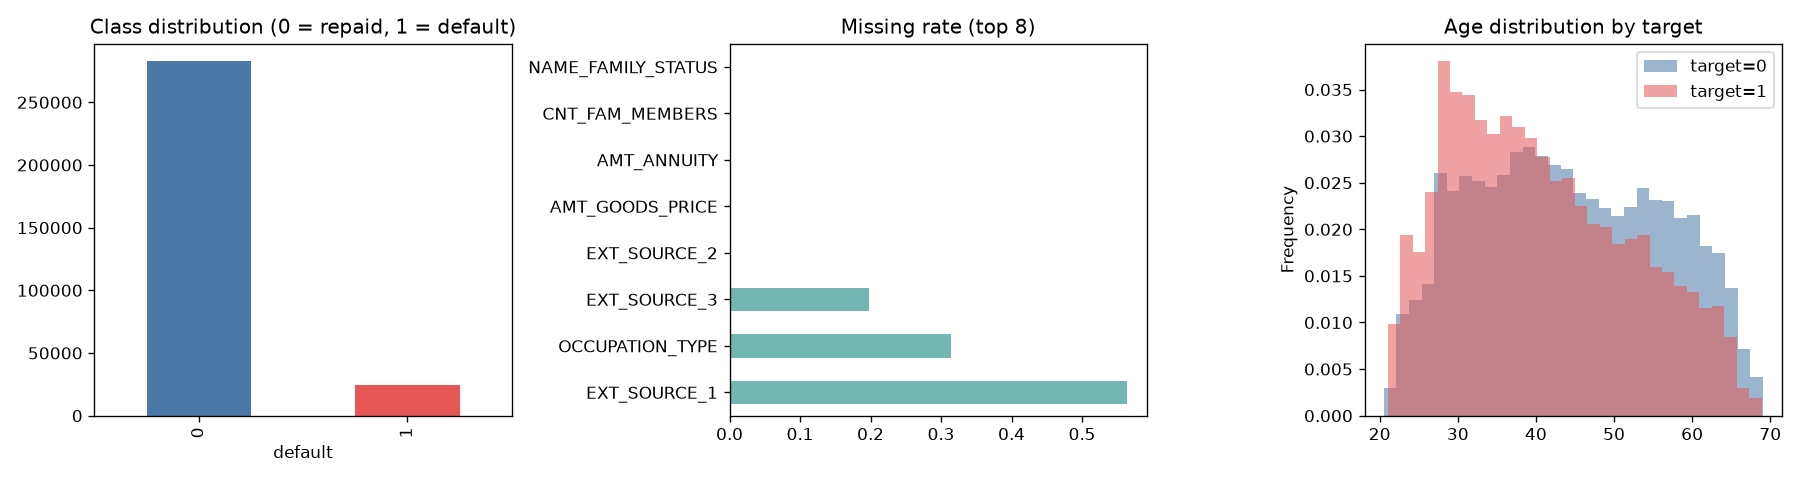 Class distribution (0 = repaid, 1 = default)
250000
200000
150000
100000
50000
0
0
1
default
Missing rate (top 8)
NAME_FAMILY_STATUS
CNT_FAM_MEMBERS
AMT_ANNUITY
AMT_GOODS_PRICE
EXT_SOURCE_2
EXT_SOURCE_3
OCCUPATION_TYPE
EXT_SOURCE_1
0.0 0.1 0.2 0.3 0.4 0.5
Age distribution by target
target=0
target=1
Frequency
0.035
0.030
0.025
0.020
0.015
0.010
0.005
0.000
20 30 40 50 60 70